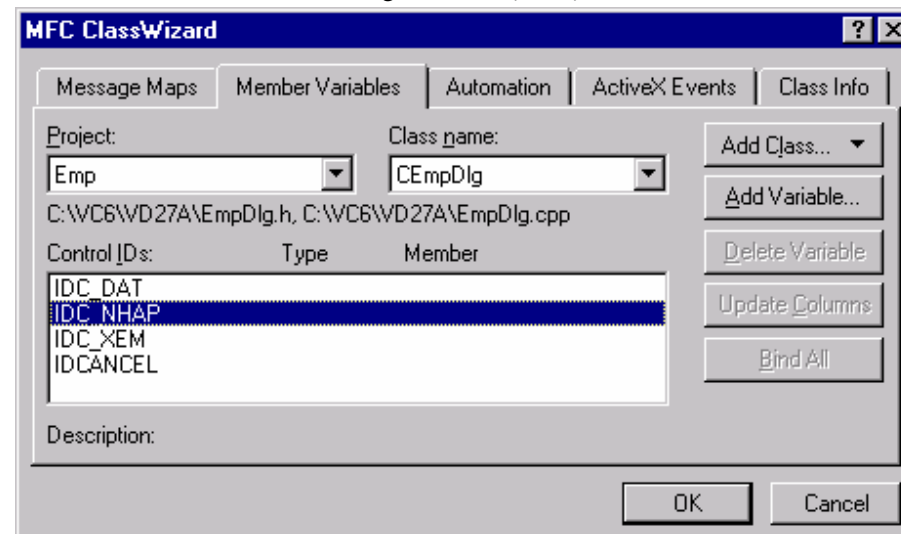 MFC ClassWizard
Message Maps Member Variables Automation ActiveX Events Class Info
Project: Class name: Add Class...
Emp CEmpDlg
C:\VC6\VD27A\EmpDlg.h, C:\VC6\VD27A\EmpDlg.cpp Add Variable...
Control IDs: Type Member Delete Variable
IDC_DAT
IDC_NHAP Update Columns
IDC_XEM
IDCANCEL Bind All
Description:
OK Cancel